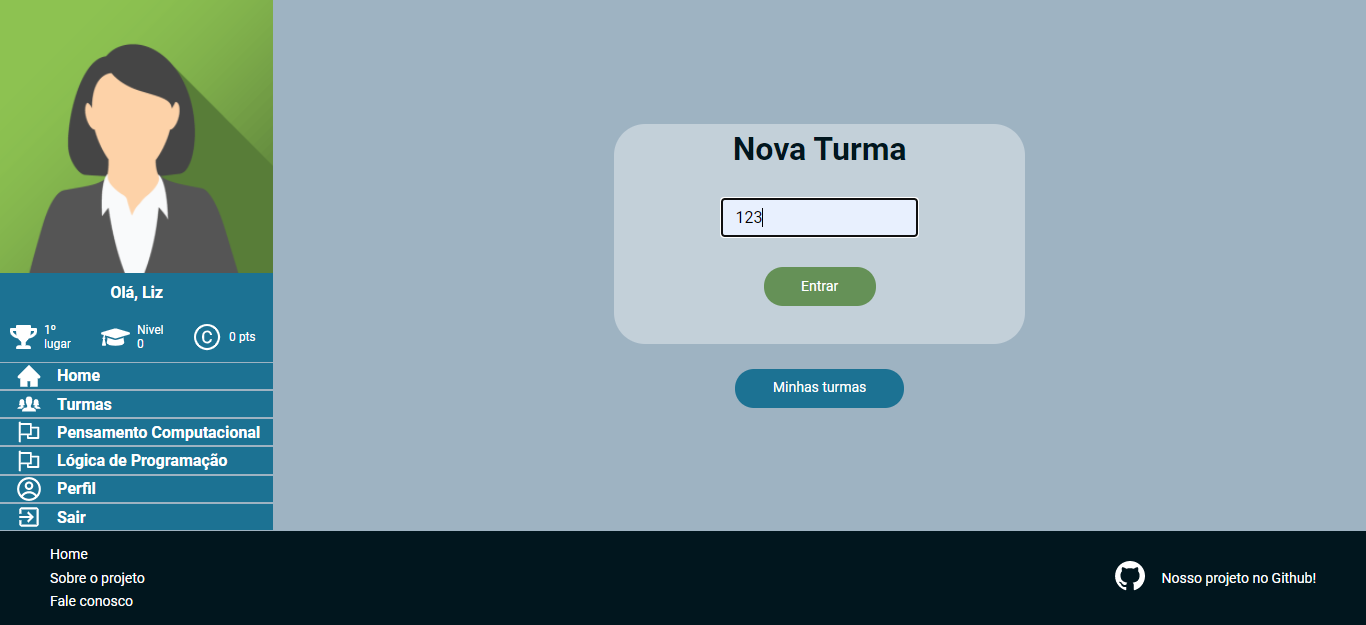 Olá, Liz
1º
lugar
Nivel
0
0 pts
Home
Turmas
Pensamento Computacional
Lógica de Programação
Perfil
Sair
Nova Turma
123
Entrar
Minhas turmas
Home
Sobre o projeto
Fale conosco
Nosso projeto no Github!